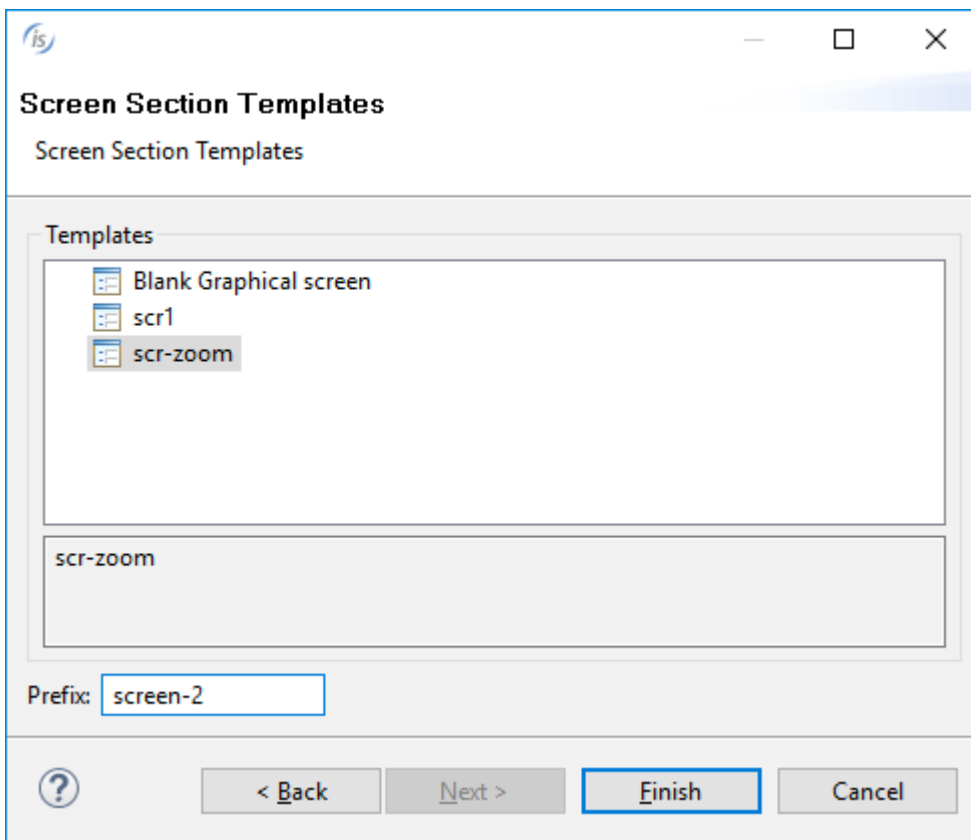 is
Screen Section Templates
Screen Section Templates
Templates
Blank Graphical screen
scr1
scr-zoom
scr-zoom
Prefix: screen-2
? < Back Next > Finish Cancel